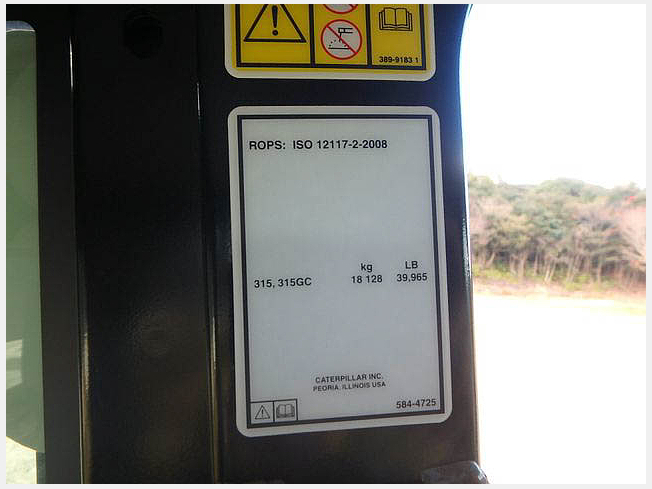 389-9183 1
ROPS: ISO 12117-2-2008
kg LB
315, 315GC 18 128 39,965
CATERPILLAR INC.
PEORIA, ILLINOIS USA
584-4725